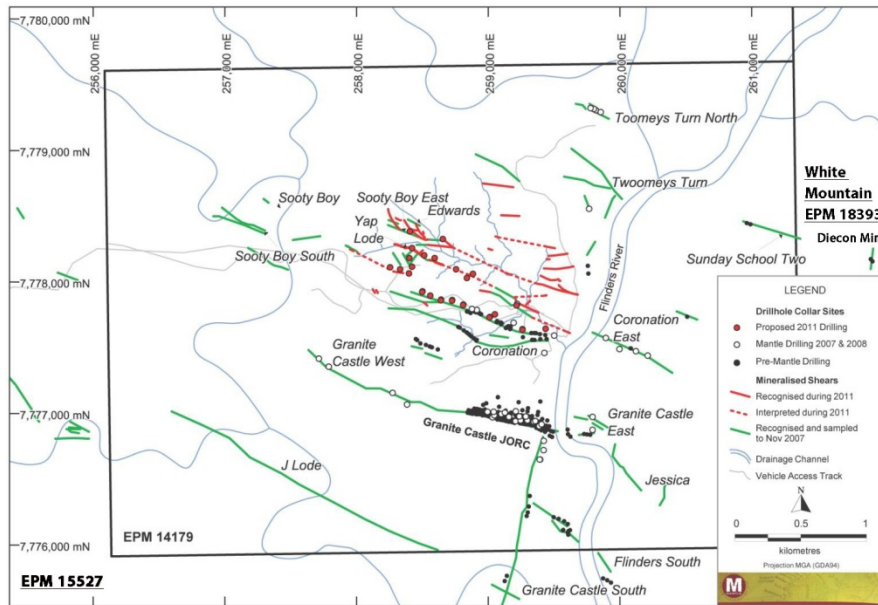 7,780,000 mN
256,000 mE
257,000 mE
258,000 mE
259,000 mE
260,000 mE
261,000 mE
Toomeys Turn North
7,779,000 mN
Sooty Boy
Sooty Boy East
Edwards
Yap
Lode
Twoomeys Turn
White
Mountain
EPM 18393
Diecon Min
Sooty Boy South
Flinders River
Sunday School Two
7,778,000 mN
Granite
Castle West
Coronation
Coronation
East
7,777,000 mN
Granite Castle JORC
Granite Castle
East
J Lode
Jessica
EPM 14179
7,776,000 mN
EPM 15527
Flinders South
Granite Castle South
LEGEND
Drillhole Collar Sites
Proposed 2011 Drilling
Mantle Drilling 2007 & 2008
Pre-Mantle Drilling
Mineralised Shears
Recognised during 2011
Interpreted during 2011
Recognised and sampled
to Nov 2007
Drainage Channel
Vehicle Access Track
N
0 0.5 1
kilometres
Projection MGA (GDA94)
M